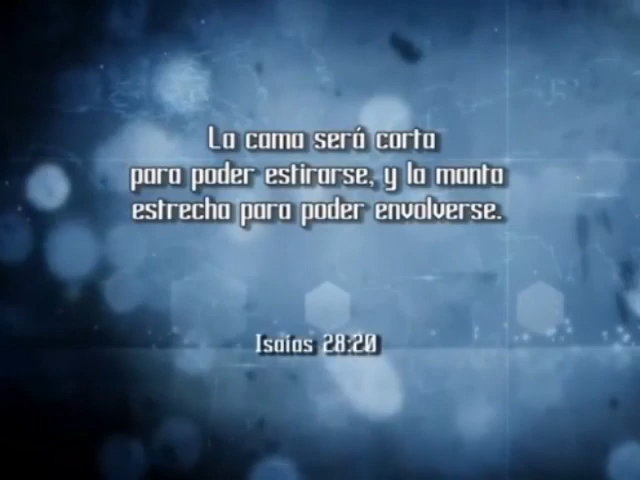 La cama será corta
para poder estirarse, y la manta
estrecha para poder envolverse.
Isaías 28:20